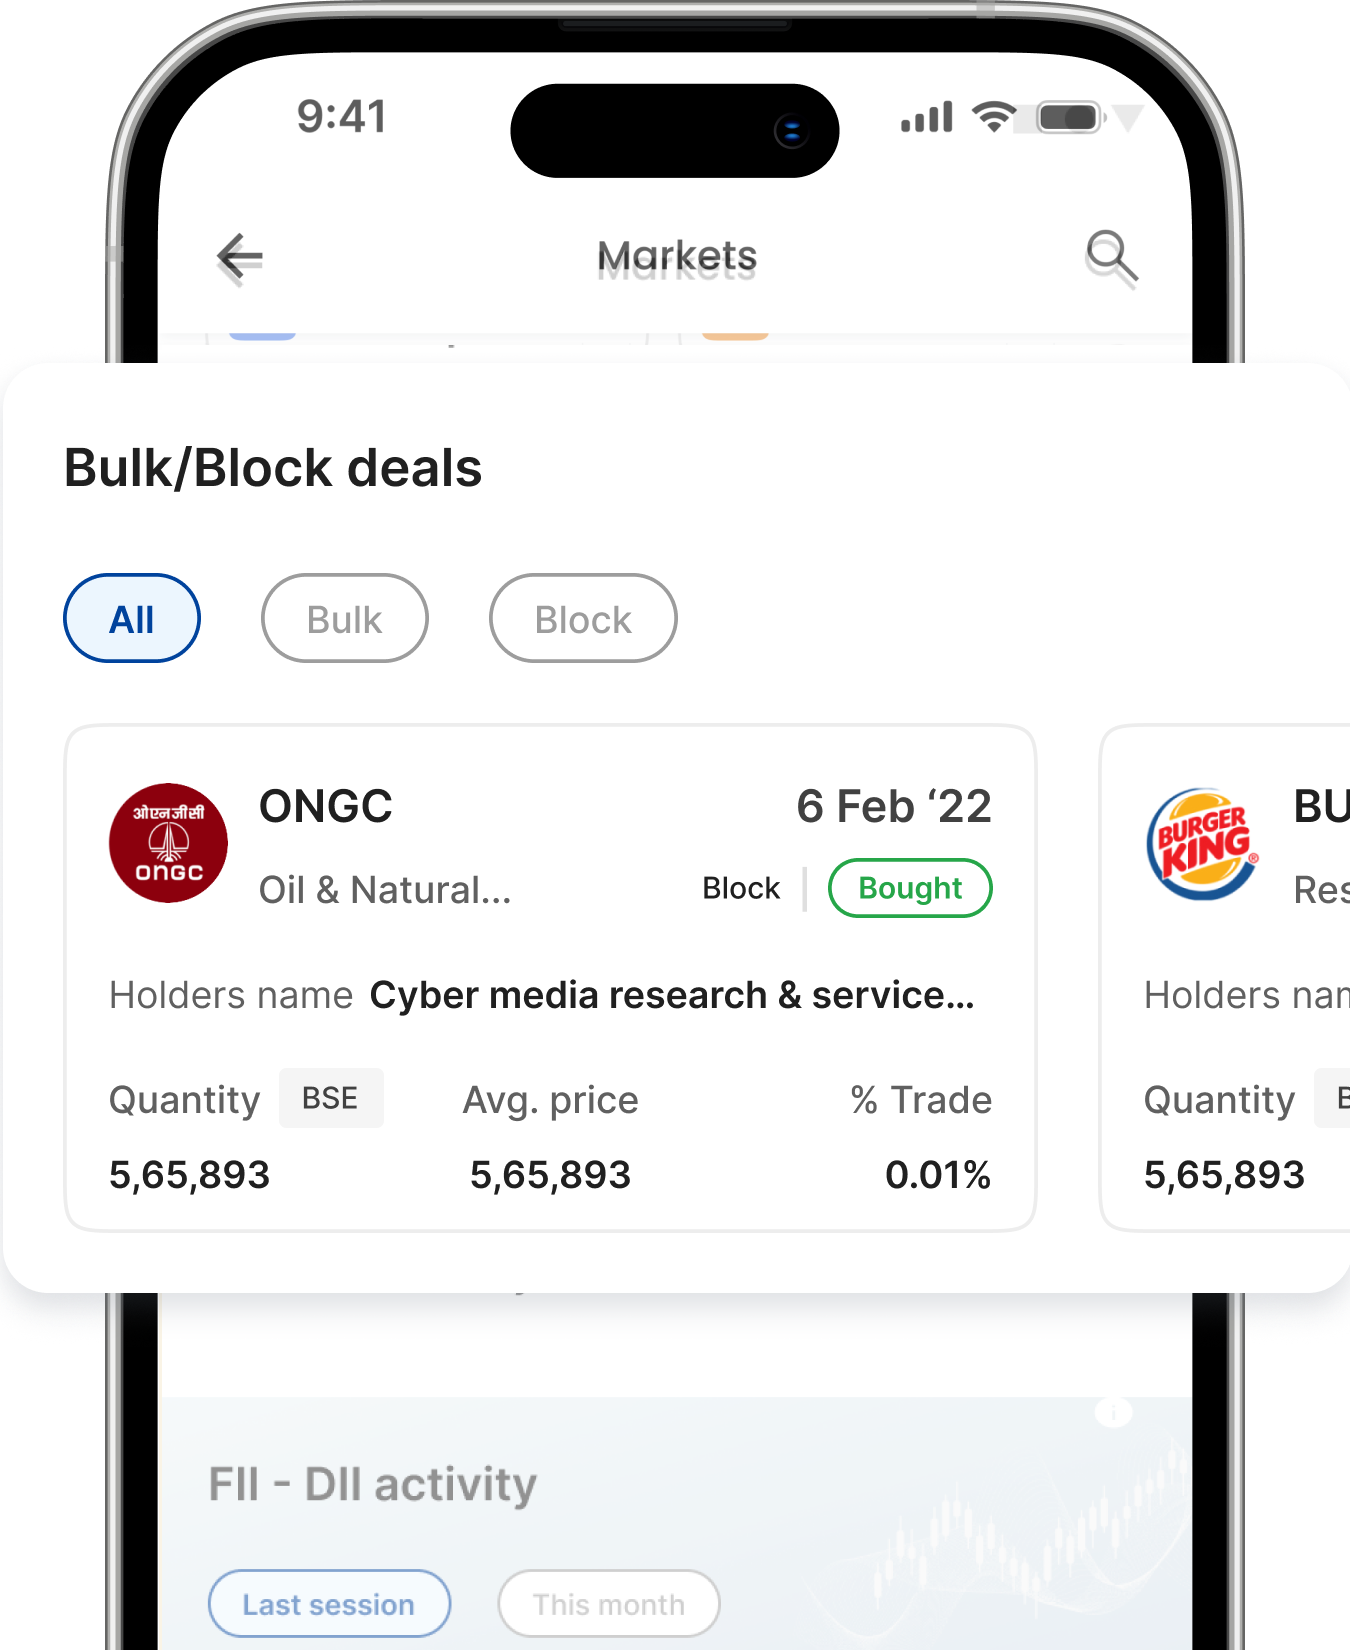 9:41
Markets
Bulk/Block deals
All
Bulk
Block
ओएनजीसी
ONGC
ONGC
6 Feb ‘22
Oil & Natural...
Block
Bought
Holders name Cyber media research & service...
Quantity BSE
Avg. price
% Trade
5,65,893
5,65,893
0.01%
BURGER
KING
®
BU
Res
Holders nam
Quantity B
5,65,893
FII - DII activity
Last session
This month